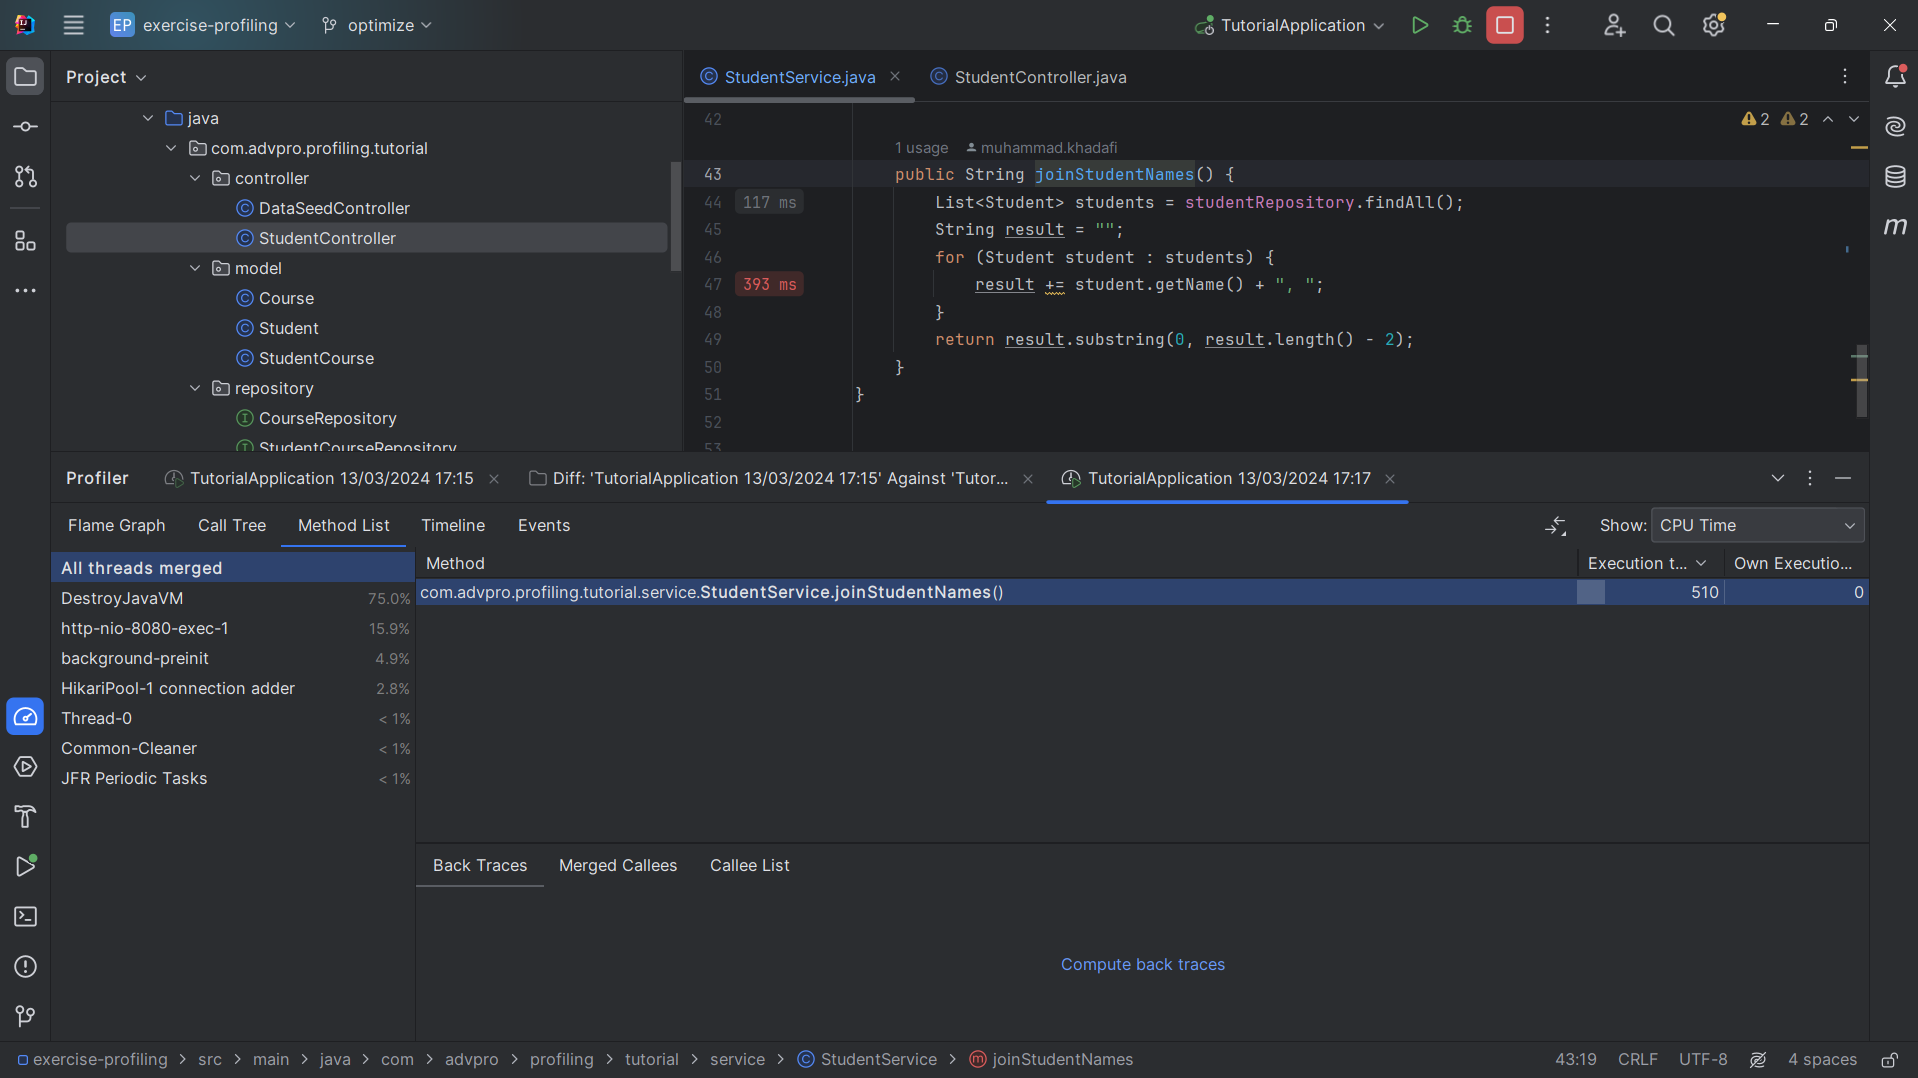 EP exercise-profiling optimize TutorialApplication
Project
StudentService.java StudentController.java
java
com.advpro.profiling.tutorial
controller
DataSeedController
StudentController
model
Course
Student
StudentCourse
repository
CourseRepository
StudentCourseRepository
42 2 2
1 usage muhammad.khadafi
43 public String joinStudentNames() {
44 117 ms List<Student> students = studentRepository.findAll();
45 String result = "";
46 for (Student student : students) {
47 393 ms result += student.getName() + ", ";
48 }
49 return result.substring(0, result.length() - 2);
50 }
51 }
52
53
Profiler TutorialApplication 13/03/2024 17:15 Diff: 'TutorialApplication 13/03/2024 17:15' Against 'Tutor... TutorialApplication 13/03/2024 17:17
Flame Graph Call Tree Method List Timeline Events Show: CPU Time
Method Execution t... Own Executio...
All threads merged
DestroyJavaVM 75.0%
http-nio-8080-exec-1 15.9%
background-preinit 4.9%
HikariPool-1 connection adder 2.8%
Thread-0 < 1%
Common-Cleaner < 1%
JFR Periodic Tasks < 1%
com.advpro.profiling.tutorial.service.StudentService.joinStudentNames() 510 0
Back Traces Merged Callees Callee List
Compute back traces
exercise-profiling > src > main > java > com > advpro > profiling > tutorial > service > StudentService > joinStudentNames 43:19 CRLF UTF-8 4 spaces